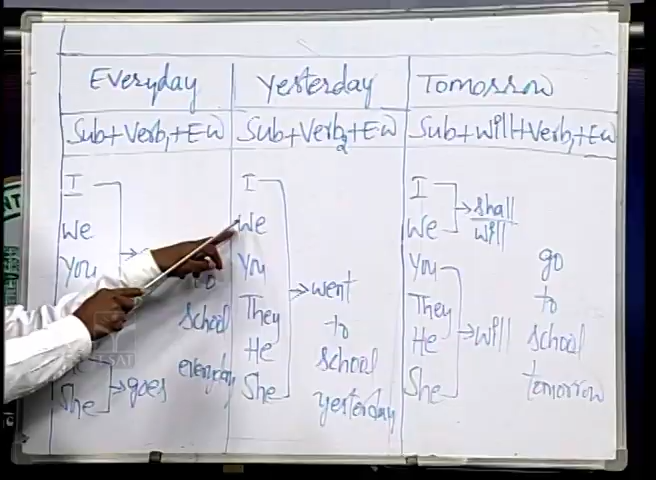 Everyday Yesterday Tomorrow
Sub+Verb1+EW Sub+Verb2+EW Sub+Will+Verb1+EW
I I I
We We We shall
will
You You You go
to They went They to
school He to He will school
goes She school She tomorrow
She yesterday
everyday
ESAT